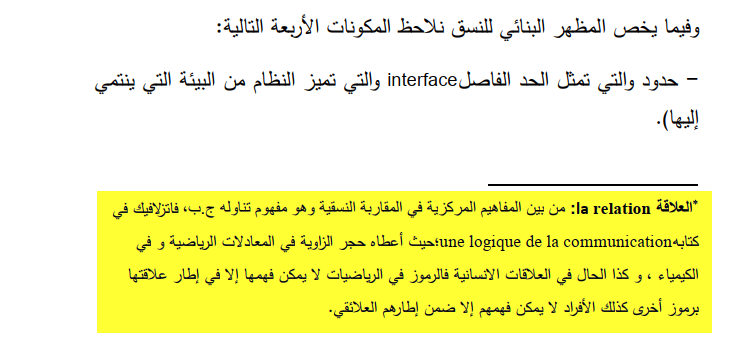 وفيما يخص المظهر البنائي للنسق نلاحظ المكونات الأربعة التالية:
– حدود والتي تمثل الحد الفاصلinterface والتي تميز النظام من البيئة التي ينتمي
إليها).
*العلاقة la relation: من بين المفاهيم المركزية في المقاربة النسقية وهو مفهوم تناوله ج.ب، فاتزلافيك في
كتابهune logique de la communication؛حيث أعطاه حجر الزاوية في المعادلات الرياضية و في
الكيمياء ، و كذا الحال في العلاقات الانسانية فالرموز في الرياضيات لا يمكن فهمها إلا في إطار علاقتها
برموز أخرى كذلك الأفراد لا يمكن فهمهم إلا ضمن إطارهم العلائقي.